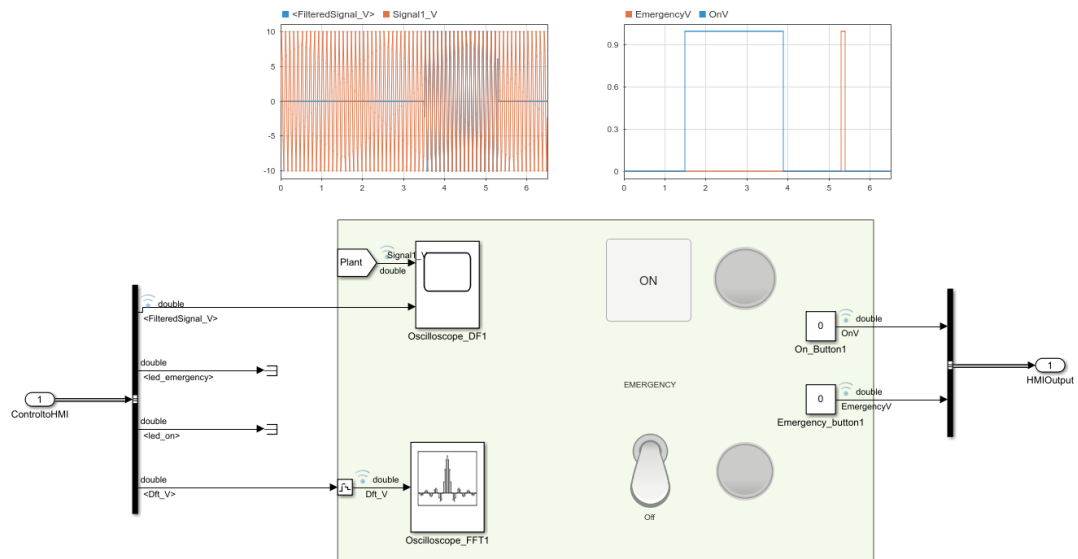 <FilteredSignal_V> Signal1_V
EmergencyV OnV
10
5
0
-5
-10
0 1 2 3 4 5 6
0.9
0.6
0.3
0
0 1 2 3 4 5 6
Plant
Signal1_V
double
double
<FilteredSignal_V>
Oscilloscope_DF1
ON
0
double
OnV
On_Button1
double
<led_emergency>
EMERGENCY
1
HMIOutput
1
ControltoHMI
0
double
EmergencyV
Emergency_button1
double
<led_on>
double
<Dft_V>
double
Dft_V
Off
Oscilloscope_FFT1